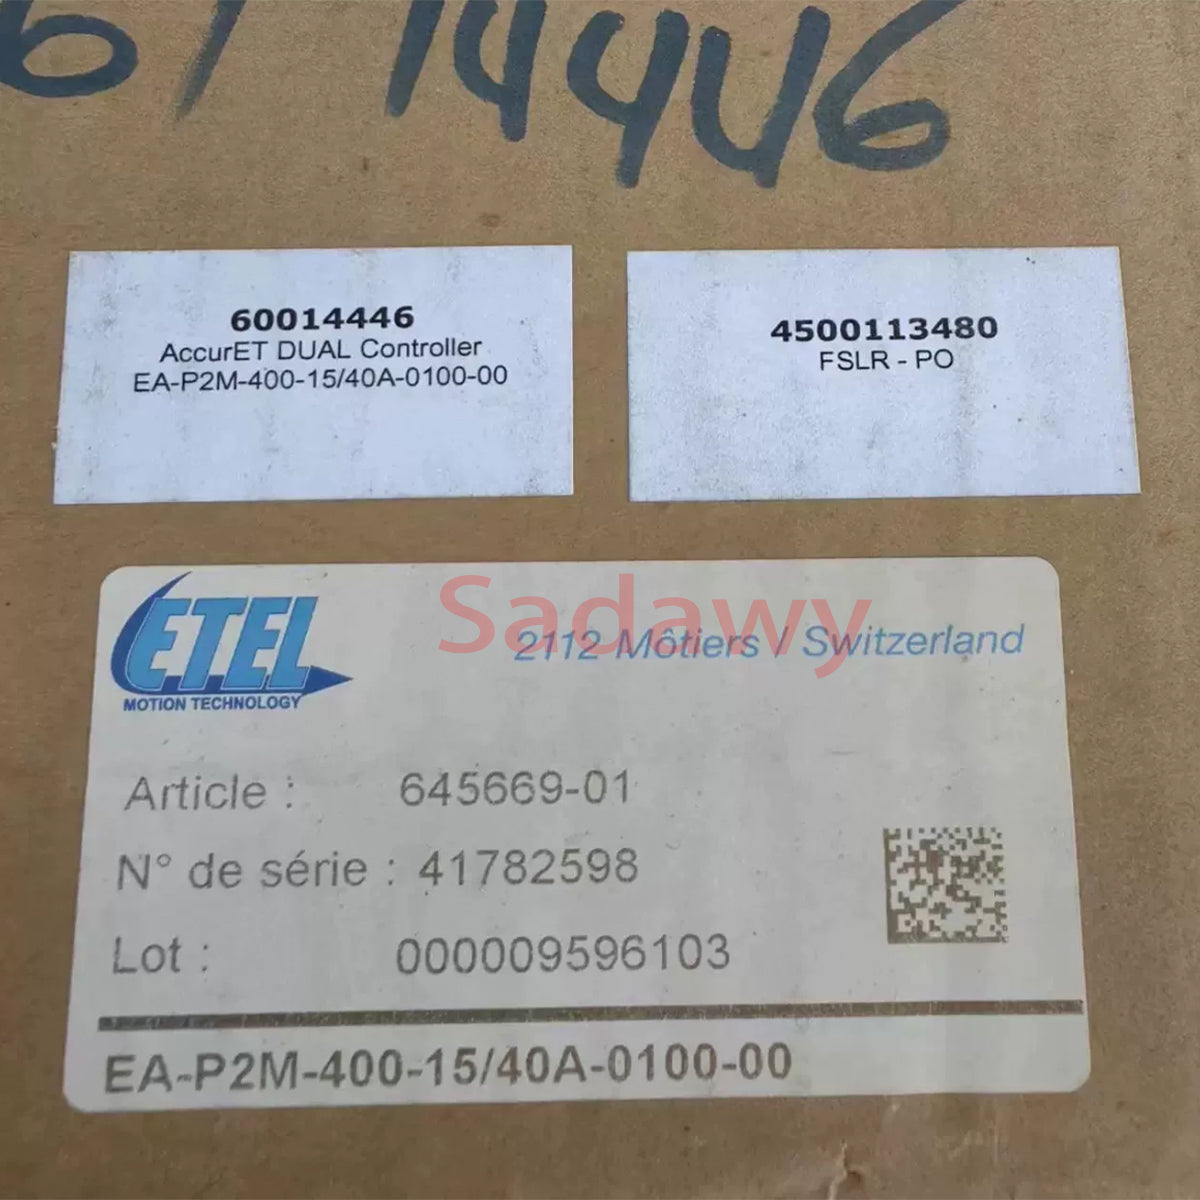 14446
60014446
AccurET DUAL Controller
EA-P2M-400-15/40A-0100-00
4500113480
FSLR - PO
ETEL
MOTION TECHNOLOGY
Sadawy
2112 Môtiers / Switzerland
Article : 645669-01
N° de série : 41782598
Lot : 000009596103
EA-P2M-400-15/40A-0100-00